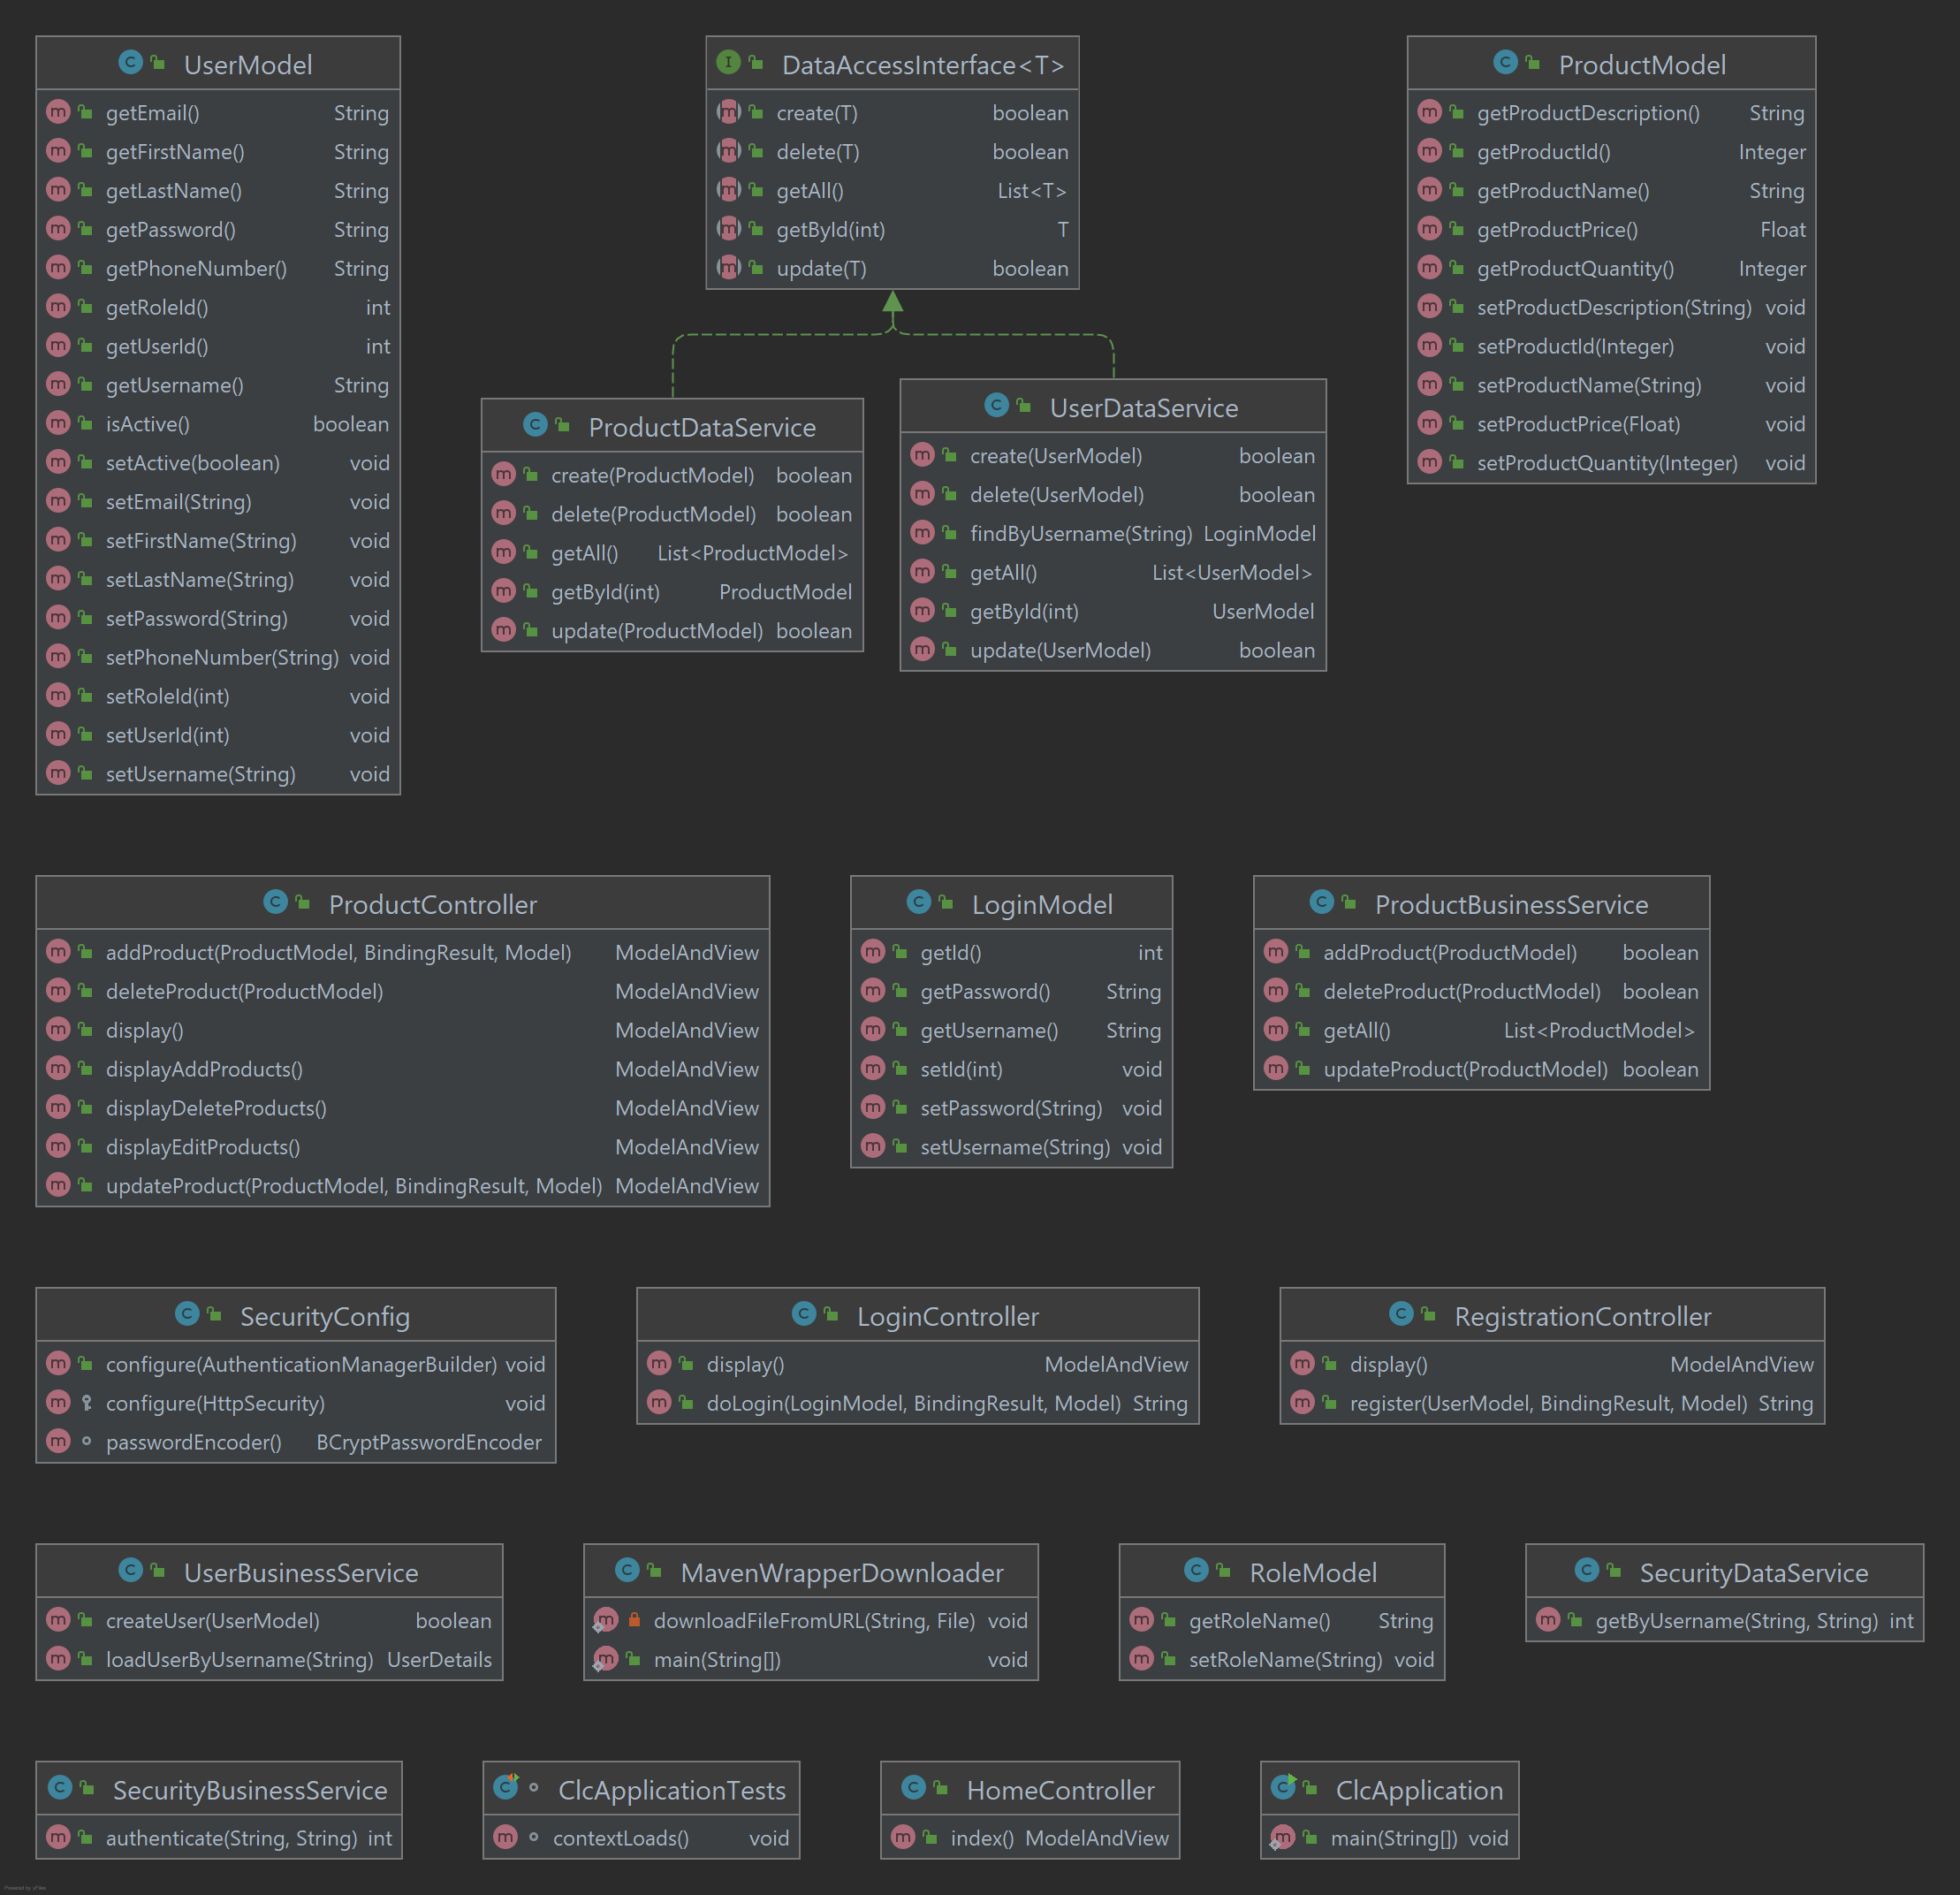 UserModel
getEmail() String
getFirstName() String
getLastName() String
getPassword() String
getPhoneNumber() String
getRoleId() int
getUserId() int
getUsername() String
isActive() boolean
setActive(boolean) void
setEmail(String) void
setFirstName(String) void
setLastName(String) void
setPassword(String) void
setPhoneNumber(String) void
setRoleId(int) void
setUserId(int) void
setUsername(String) void
DataAccessInterface<T>
create(T) boolean
delete(T) boolean
getAll() List<T>
getById(int) T
update(T) boolean
ProductDataService
create(ProductModel) boolean
delete(ProductModel) boolean
getAll() List<ProductModel>
getById(int) ProductModel
update(ProductModel) boolean
UserDataService
create(UserModel) boolean
delete(UserModel) boolean
findByUsername(String) LoginModel
getAll() List<UserModel>
getById(int) UserModel
update(UserModel) boolean
ProductModel
getProductDescription() String
getProductId() Integer
getProductName() String
getProductPrice() Float
getProductQuantity() Integer
setProductDescription(String) void
setProductId(Integer) void
setProductName(String) void
setProductPrice(Float) void
setProductQuantity(Integer) void
ProductController
addProduct(ProductModel, BindingResult, Model) ModelAndView
deleteProduct(ProductModel) ModelAndView
display() ModelAndView
displayAddProducts() ModelAndView
displayDeleteProducts() ModelAndView
displayEditProducts() ModelAndView
updateProduct(ProductModel, BindingResult, Model) ModelAndView
LoginModel
getId() int
getPassword() String
getUsername() String
setId(int) void
setPassword(String) void
setUsername(String) void
ProductBusinessService
addProduct(ProductModel) boolean
deleteProduct(ProductModel) boolean
getAll() List<ProductModel>
updateProduct(ProductModel) boolean
SecurityConfig
configure(AuthenticationManagerBuilder) void
configure(HttpSecurity) void
passwordEncoder() BCryptPasswordEncoder
LoginController
display() ModelAndView
doLogin(LoginModel, BindingResult, Model) String
RegistrationController
display() ModelAndView
register(UserModel, BindingResult, Model) String
UserBusinessService
createUser(UserModel) boolean
loadUserByUsername(String) UserDetails
MavenWrapperDownloader
downloadFileFromURL(String, File) void
main(String[]) void
RoleModel
getRoleName() String
setRoleName(String) void
SecurityDataService
getByUsername(String, String) int
SecurityBusinessService
authenticate(String, String) int
ClcApplicationTests
contextLoads() void
HomeController
index() ModelAndView
ClcApplication
main(String[]) void
Powered by yFiles